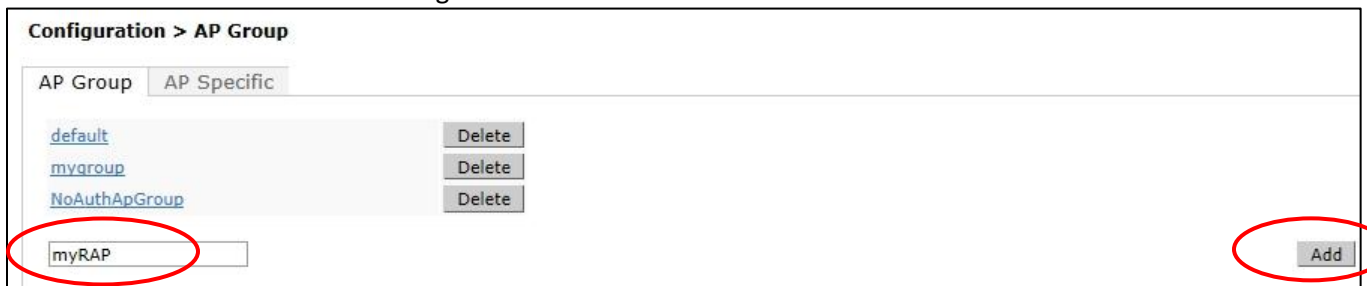 Configuration > AP Group
AP Group AP Specific
default Delete
mygroup Delete
NoAuthApGroup Delete
myRAP Add